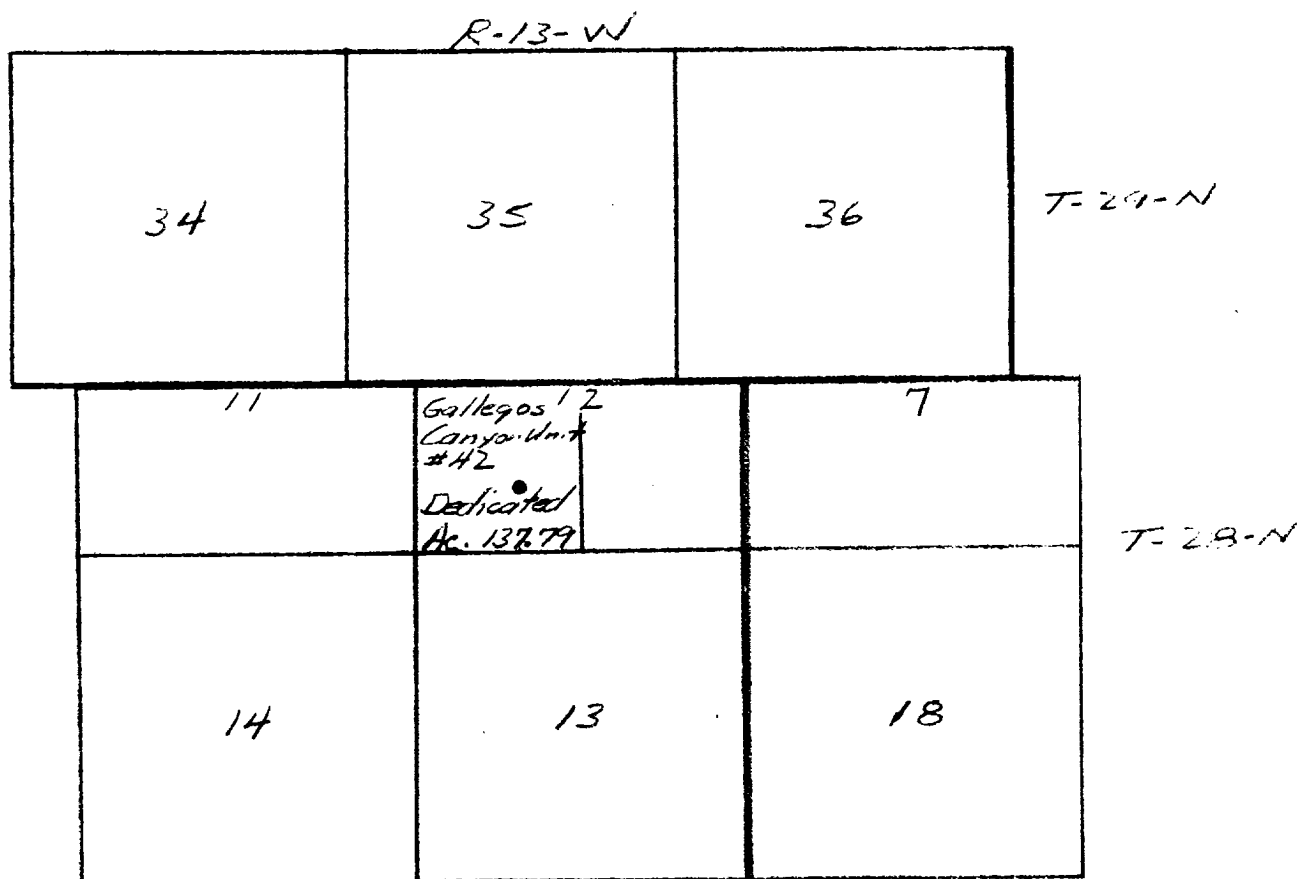 R-13-W
34
35
36
T-29-N
11
Gallegos 12
Canyon Unit
#42
Dedicated
Ac. 137.79
7
T-28-N
14
13
18